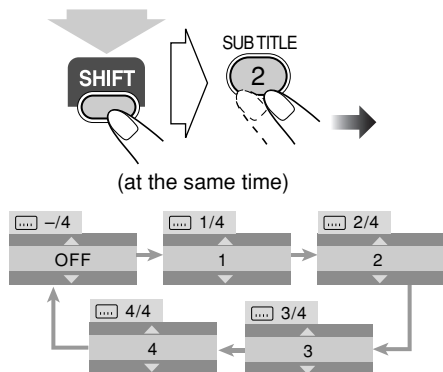 SUBTITLE
SHIFT
2
(at the same time)
–/4
1/4
2/4
OFF
1
2
4/4
3/4
4
3